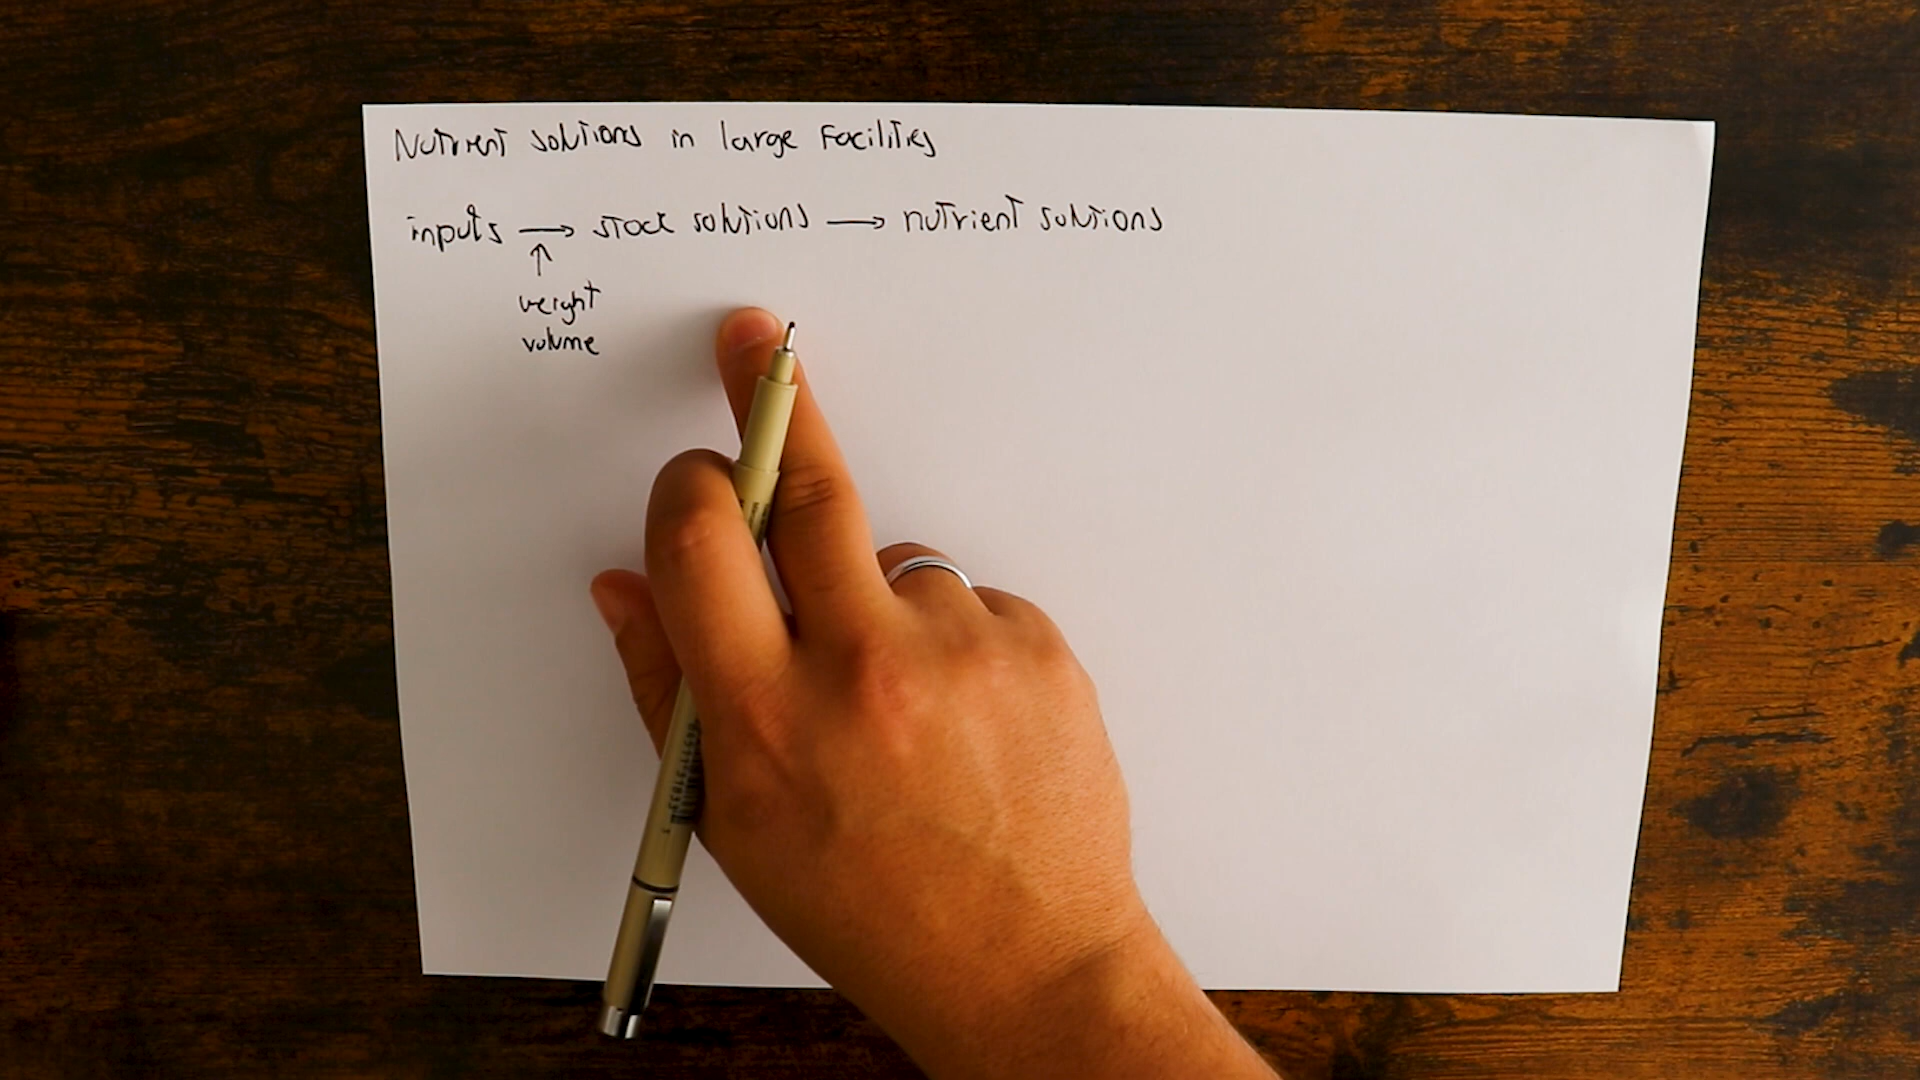 Nutrient solutions in large facilities
inputs → stock solutions → nutrient solutions
↑
weight
volume